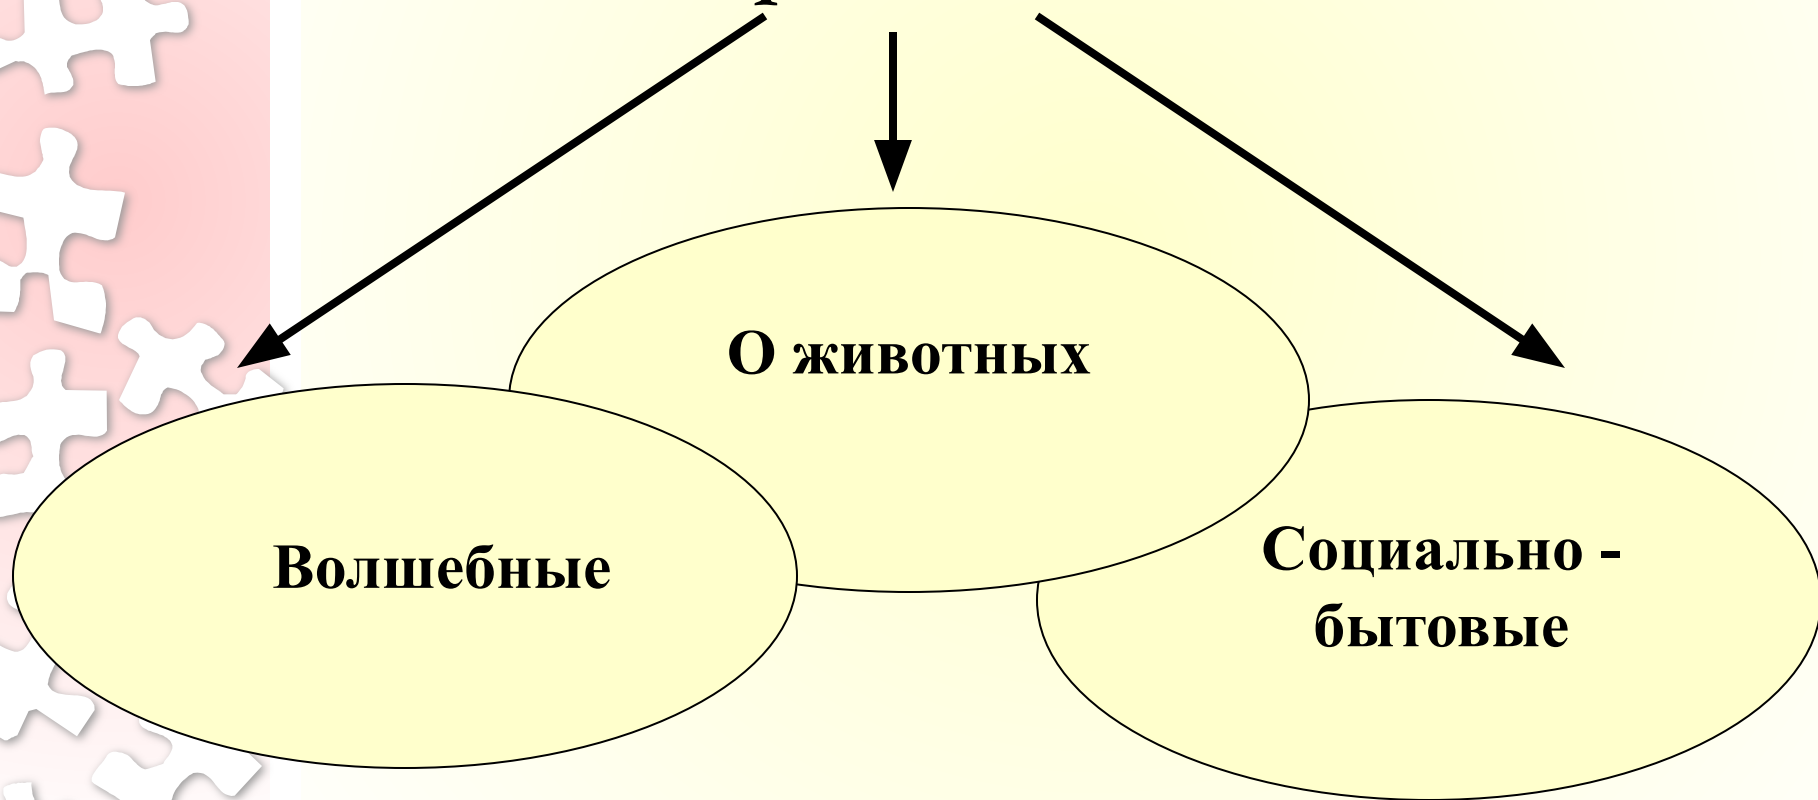 О животных
Волшебные
Социально -
бытовые